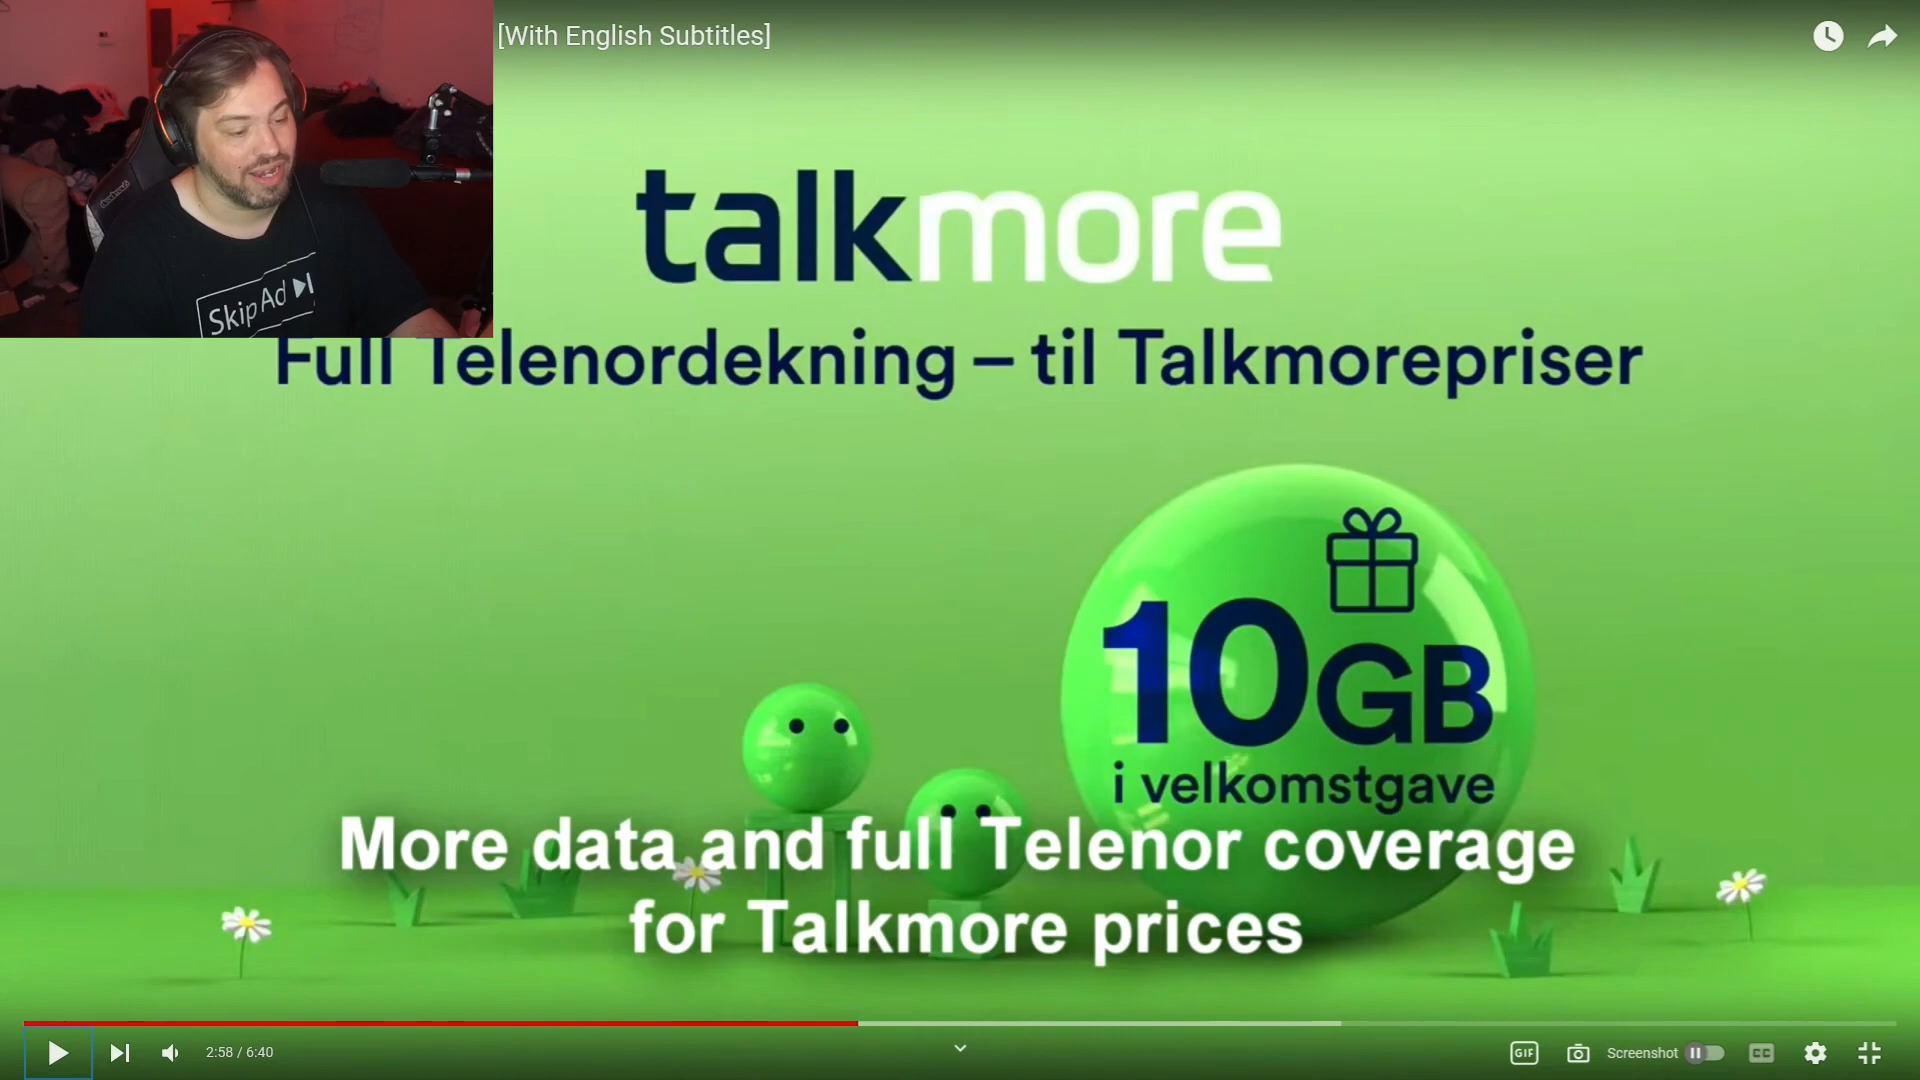 [With English Subtitles]
Skip Ad
talkmore
Full Telenordekning – til Talkmorepriser
10GB
i velkomstgave
More data and full Telenor coverage
for Talkmore prices
2:58 / 6:40
GIF
Screenshot
CC